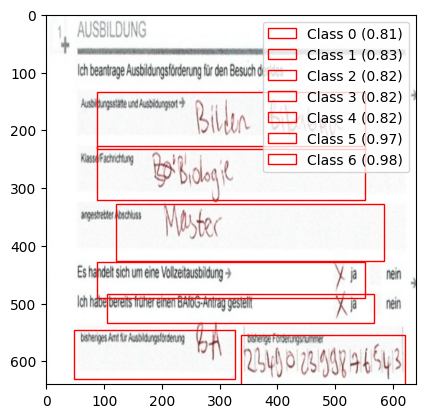 1 AUSBILDUNG
Ich beantrage Ausbildungsförderung für den Besuch
Class 0 (0.81)
Class 1 (0.83)
Class 2 (0.82)
Class 3 (0.82)
Class 4 (0.82)
Class 5 (0.97)
Class 6 (0.98)
Ausbildungsstätte und Ausbildungsort
Bilden
Klasse/Fachrichtung
Biologie
angestrebter Abschluss
Master
Es handelt sich um eine Vollzeitausbildung X ja nein
Ich habe bereits früher einen BAföG-Antrag gestellt X ja nein
bisheriges Amt für Ausbildungsförderung BA
bisherige Förderungsnummer
0
100
200
300
400
500
600
0 100 200 300 400 500 600